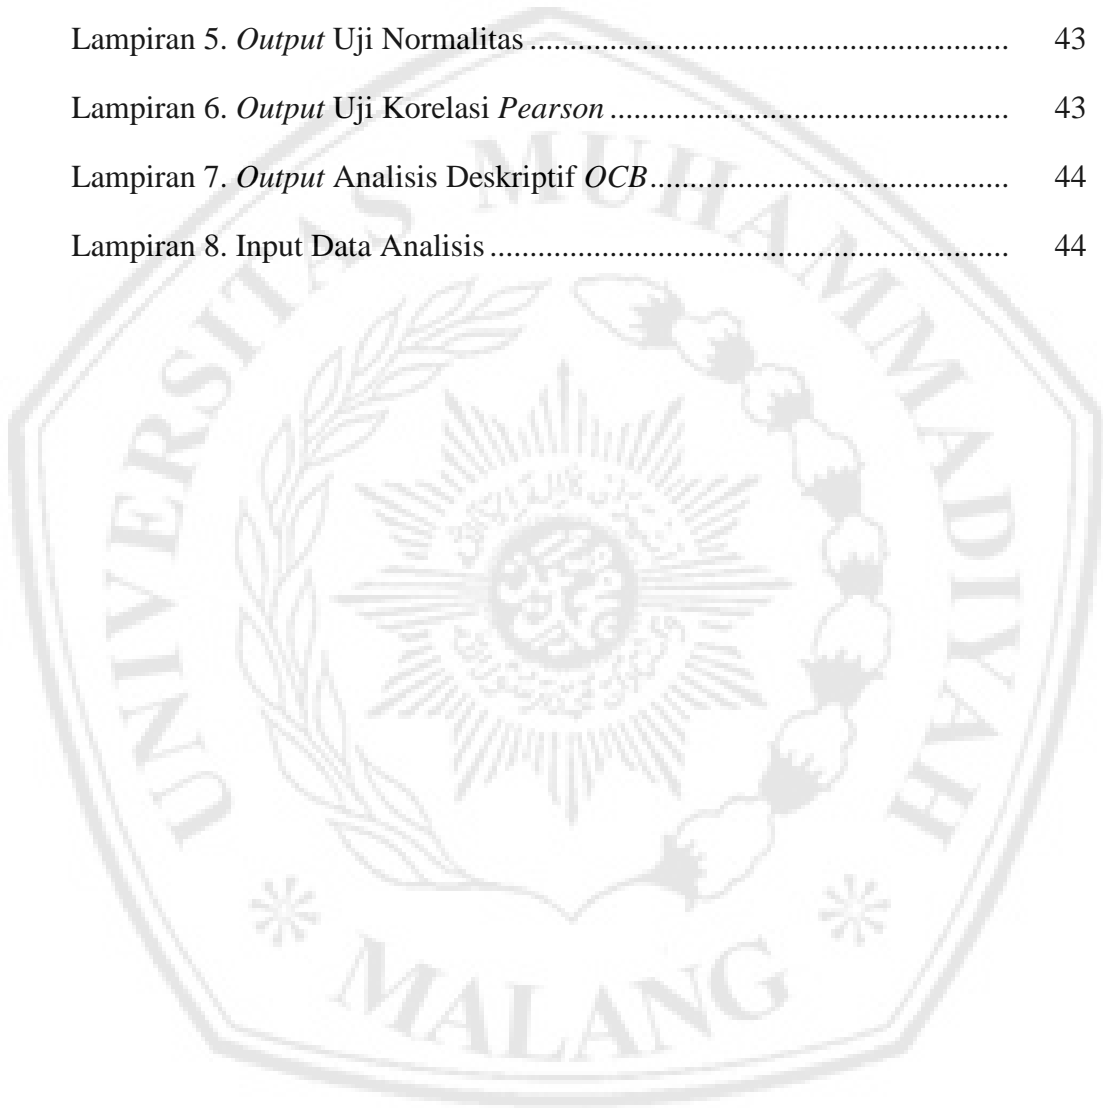 Lampiran 5. Output Uji Normalitas ............................................................ 43
Lampiran 6. Output Uji Korelasi Pearson .................................................. 43
Lampiran 7. Output Analisis Deskriptif OCB............................................. 44
Lampiran 8. Input Data Analisis ................................................................. 44
UNIVERSITAS MUHAMMADIYAH
MALANG